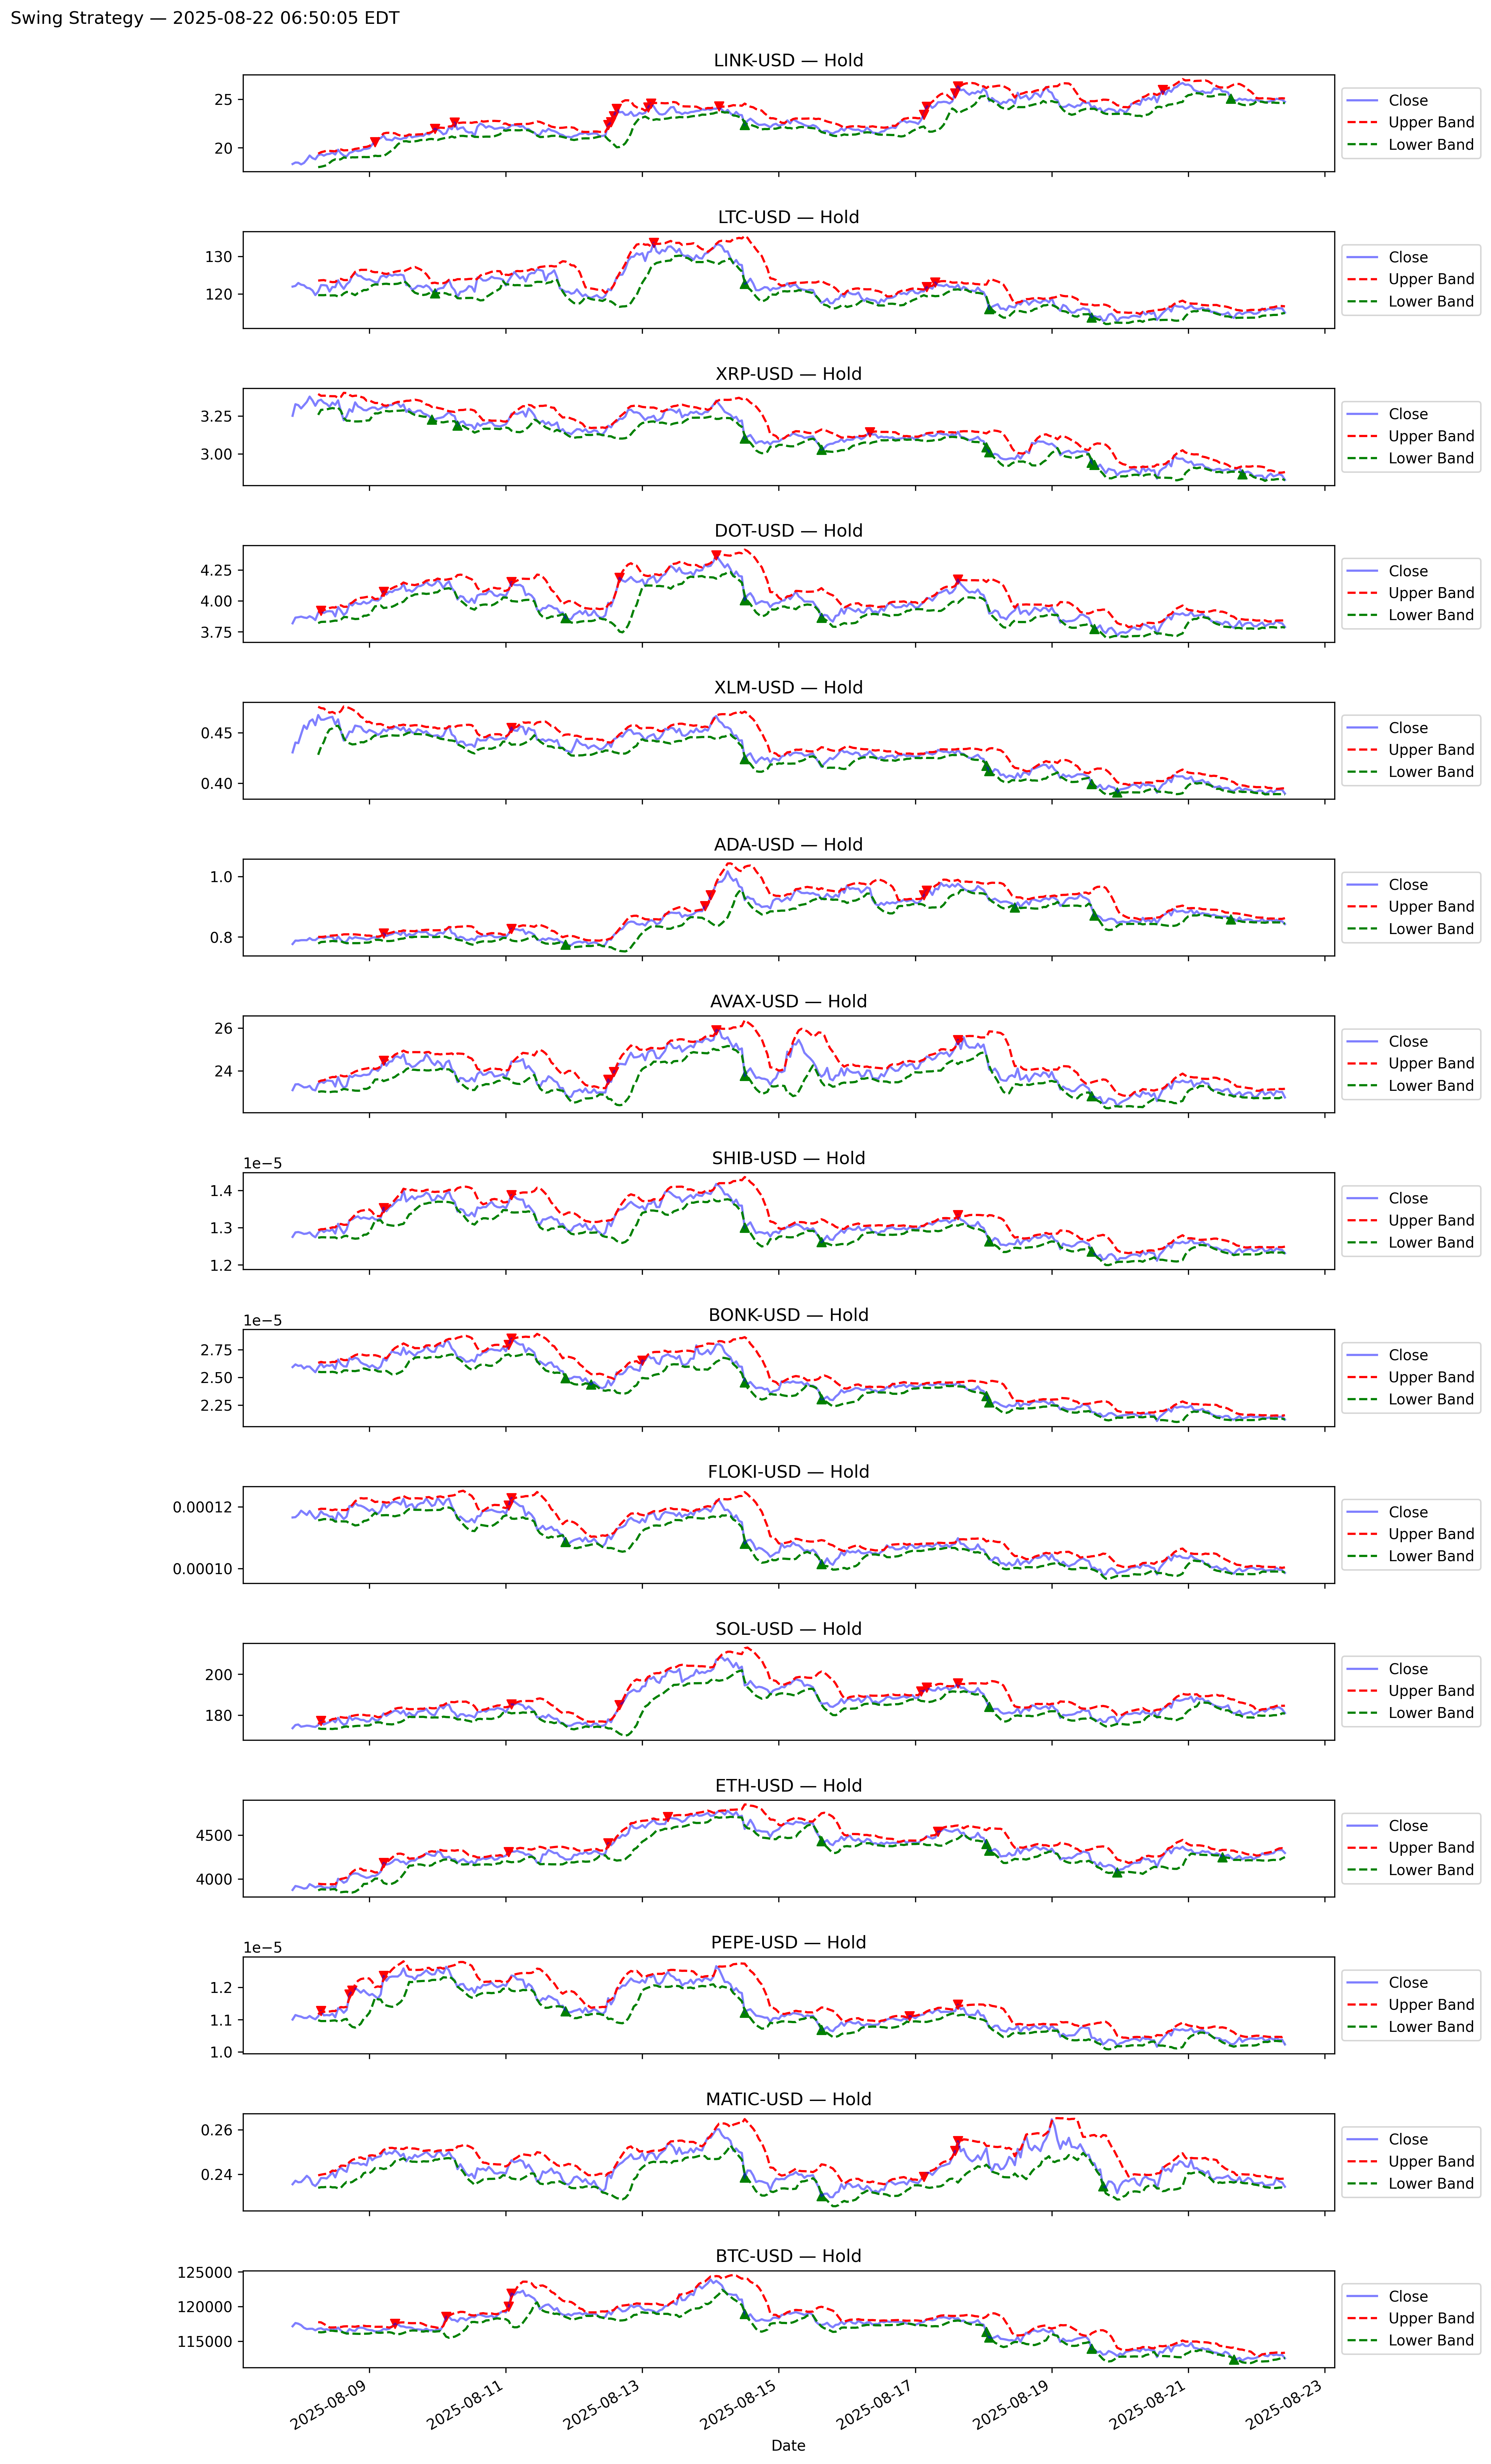 Swing Strategy — 2025-08-22 06:50:05 EDT
LINK-USD — Hold
25
20
Close
Upper Band
Lower Band
LTC-USD — Hold
130
120
Close
Upper Band
Lower Band
XRP-USD — Hold
3.25
3.00
Close
Upper Band
Lower Band
DOT-USD — Hold
4.25
4.00
3.75
Close
Upper Band
Lower Band
XLM-USD — Hold
0.45
0.40
Close
Upper Band
Lower Band
ADA-USD — Hold
1.0
0.8
Close
Upper Band
Lower Band
AVAX-USD — Hold
26
24
Close
Upper Band
Lower Band
SHIB-USD — Hold
1e−5
1.4
1.3
1.2
Close
Upper Band
Lower Band
BONK-USD — Hold
1e−5
2.75
2.50
2.25
Close
Upper Band
Lower Band
FLOKI-USD — Hold
0.00012
0.00010
Close
Upper Band
Lower Band
SOL-USD — Hold
200
180
Close
Upper Band
Lower Band
ETH-USD — Hold
4500
4000
Close
Upper Band
Lower Band
PEPE-USD — Hold
1e−5
1.2
1.1
1.0
Close
Upper Band
Lower Band
MATIC-USD — Hold
0.26
0.24
Close
Upper Band
Lower Band
BTC-USD — Hold
125000
120000
115000
Close
Upper Band
Lower Band
2025-08-09
2025-08-11
2025-08-13
2025-08-15
2025-08-17
2025-08-19
2025-08-21
2025-08-23
Date